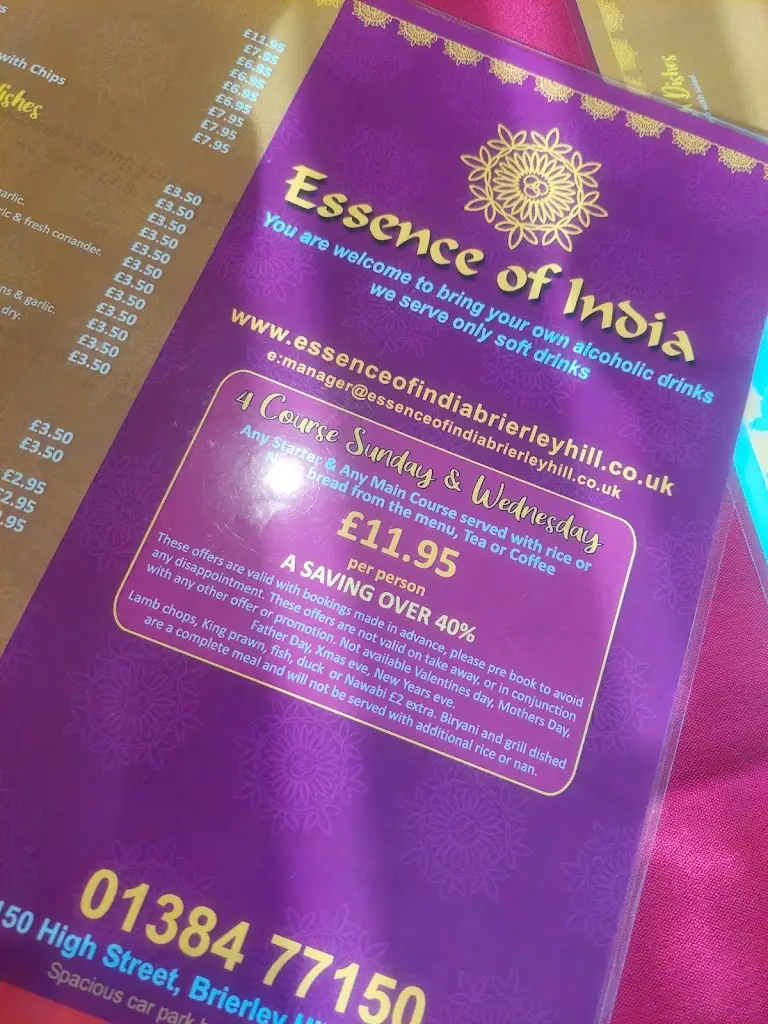 £11.95
£7.95
£6.95
£6.95
£6.95
£6.95
£7.95
£7.95
£7.95
with Chips
£3.50
£3.50
£3.50
£3.50
£3.50
£3.50
£3.50
£3.50
£3.50
£3.50
& fresh coriander.
& garlic.
dry.
£3.50
£3.50
£2.95
Dishes
Essence of India
You are welcome to bring your own alcoholic drinks
we serve only soft drinks
www.essenceofindiabrierleyhill.co.uk
e:manager@essenceofindiabrierleyhill.co.uk
4 Course Sunday & Wednesday
Any Starter & Any Main Course served with rice or
bread from the menu, Tea or Coffee
£11.95
per person
A SAVING OVER 40%
These offers are valid with bookings made in advance, please pre book to avoid
any disappointment. These offers are not valid on take away, or in conjunction
with any other offer or promotion. Not available Valentines day, Mothers Day,
Father Day, Xmas eve, New Years eve.
Lamb chops, King prawn, fish, duck or Nawabi £2 extra. Biryani and grill dished
are a complete meal and will not be served with additional rice or nan.
01384 77150
150 High Street, Brierley
Spacious car park